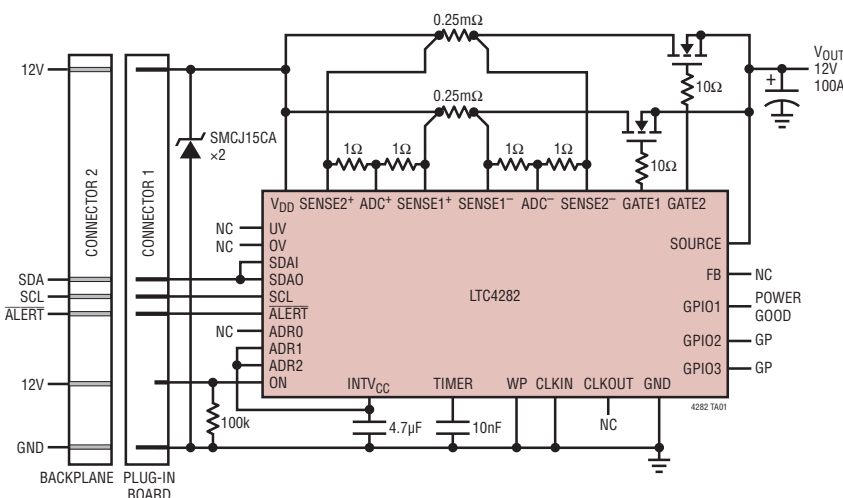 0.25mΩ
12V
V_OUT
12V
100A
10Ω
+
SMCJ15CA
×2
0.25mΩ
1Ω 1Ω 1Ω 1Ω
10Ω
CONNECTOR 2
CONNECTOR 1
V_DD SENSE2+ ADC+ SENSE1+ SENSE1− ADC− SENSE2− GATE1 GATE2
NC UV
NC OV
SDAI
SDA SDAO
SCL SCL
ALERT ALERT
NC ADR0
ADR1
ADR2
12V ON
LTC4282
SOURCE
FB NC
GPIO1 POWER
GOOD
GPIO2 GP
GPIO3 GP
INTV_CC TIMER WP CLKIN CLKOUT GND
4282 TA01
100k
4.7µF
10nF
NC
GND
BACKPLANE PLUG-IN
BOARD